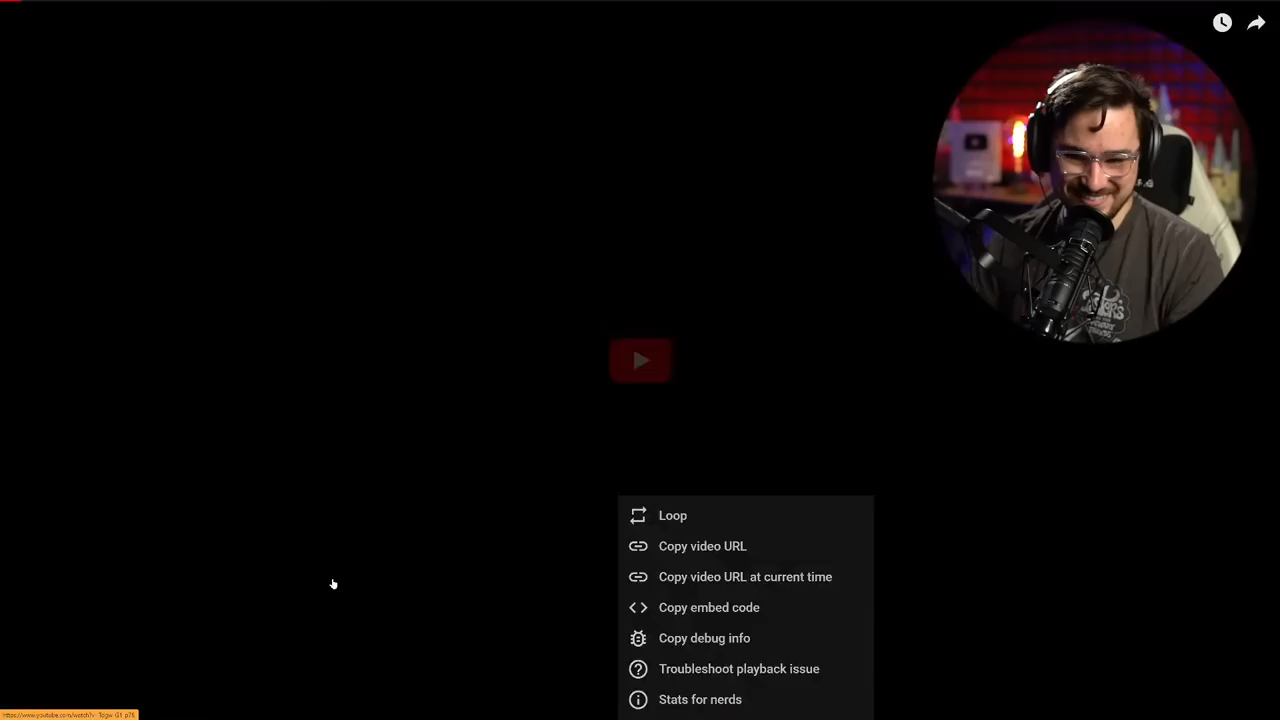 Loop
Copy video URL
Copy video URL at current time
Copy embed code
Copy debug info
Troubleshoot playback issue
Stats for nerds